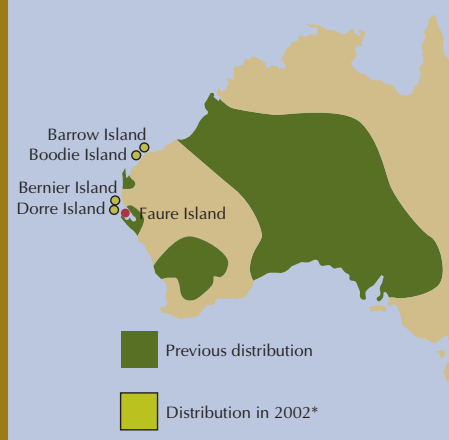 Barrow Island
Boodie Island
Bernier Island
Dorre Island
Faure Island
Previous distribution
Distribution in 2002*